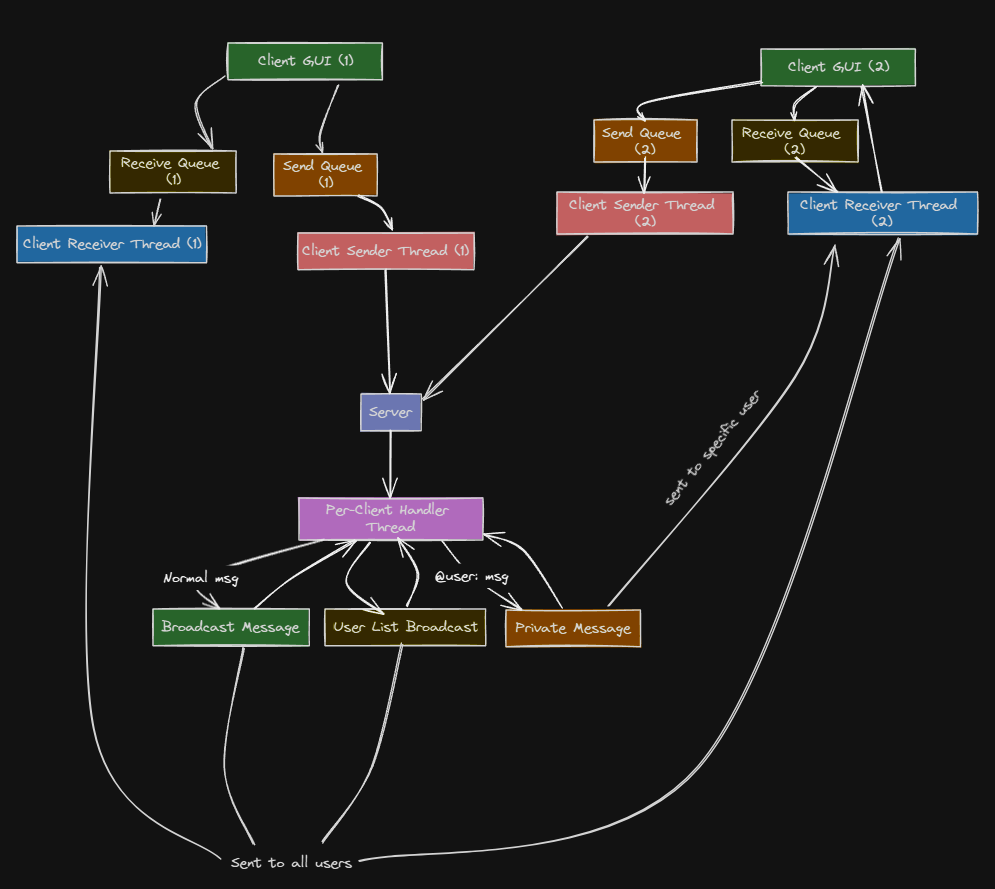 Client GUI (1)
Client GUI (2)
Receive Queue
(1)
Send Queue
(1)
Send Queue
(2)
Receive Queue
(2)
Client Receiver Thread (1)
Client Sender Thread (1)
Client Sender Thread
(2)
Client Receiver Thread
(2)
Server
sent to specific user
Per-Client Handler
Thread
Normal msg
@user: msg
Broadcast Message
User List Broadcast
Private Message
Sent to all users